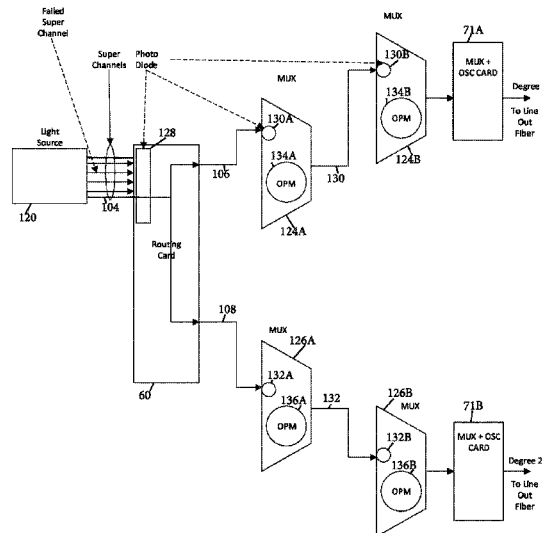 Failed
Super
Channel
Super
Channels
Photo
Diode
MUX
71A
MUX +
OSC CARD
Degree
To Line
Out
Fiber
130B
134B
OPM
124B
MUX
130A
134A
OPM
124A
130
128
Light
Source
120
104
106
Routing
Card
60
108
MUX
126A
132A
136A
OPM
132
126B
MUX
132B
136B
OPM
71B
MUX + OSC
CARD
Degree 2
To Line
Out
Fiber